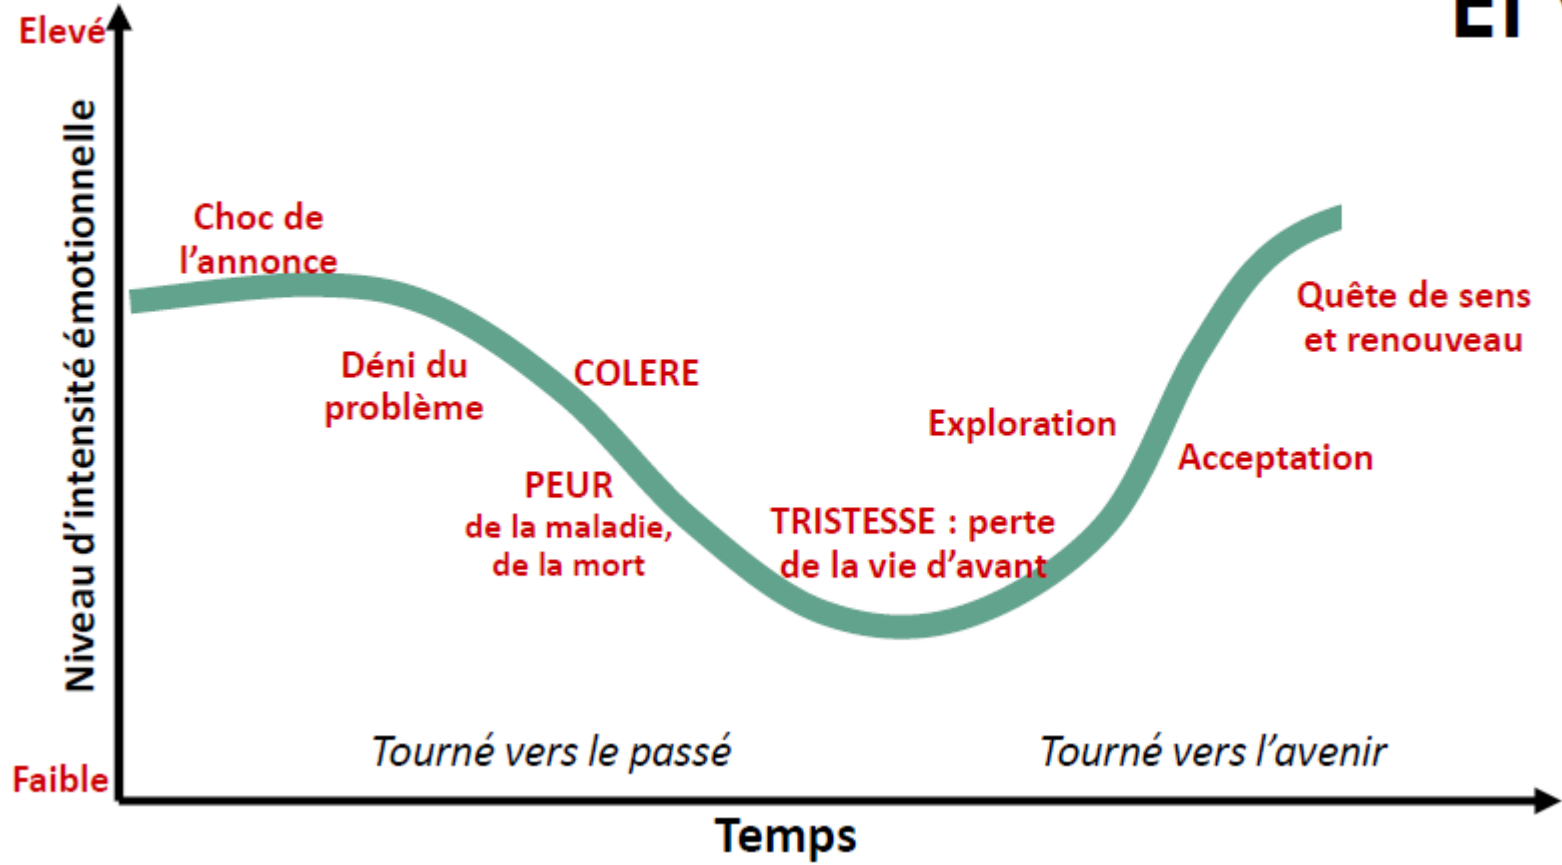 Elevé
Niveau d'intensité émotionnelle
Choc de
l'annonce
Déni du
problème
COLERE
PEUR
de la maladie,
de la mort
TRISTESSE : perte
de la vie d'avant
Exploration
Acceptation
Quête de sens
et renouveau
Tourné vers le passé
Tourné vers l'avenir
Faible
Temps